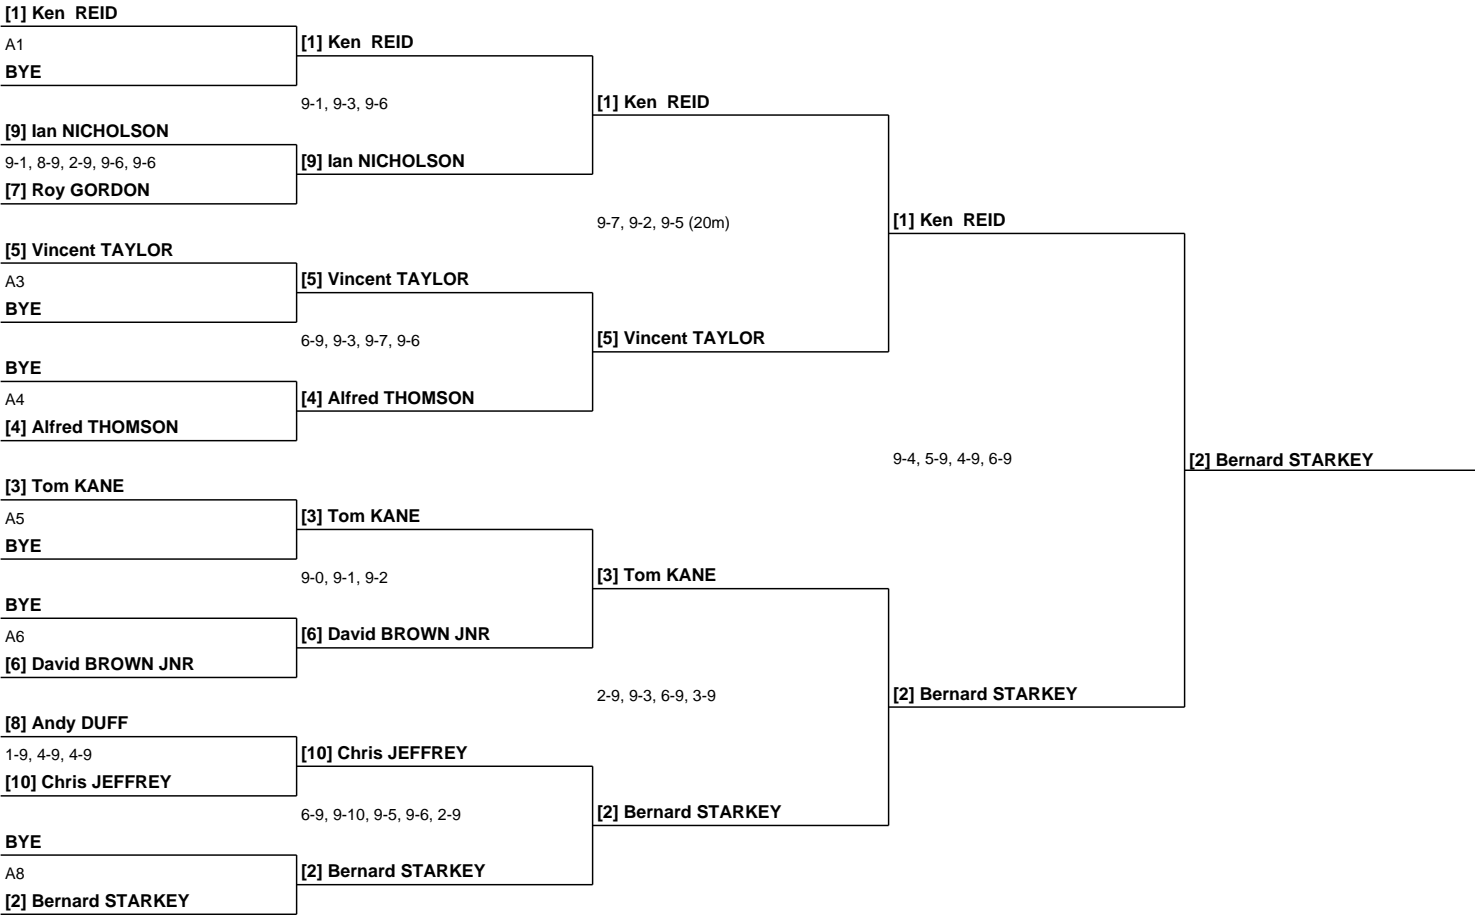 [1] Ken  REID
A1
BYE
[9] Ian NICHOLSON
9-1, 8-9, 2-9, 9-6, 9-6
[7] Roy GORDON
[5] Vincent TAYLOR
A3
BYE
BYE
A4
[4] Alfred THOMSON
[3] Tom KANE
A5
BYE
BYE
A6
[6] David BROWN JNR
[8] Andy DUFF
1-9, 4-9, 4-9
[10] Chris JEFFREY
BYE
A8
[2] Bernard STARKEY
[1] Ken  REID
9-1, 9-3, 9-6
[9] Ian NICHOLSON
[5] Vincent TAYLOR
6-9, 9-3, 9-7, 9-6
[4] Alfred THOMSON
[3] Tom KANE
9-0, 9-1, 9-2
[6] David BROWN JNR
[10] Chris JEFFREY
6-9, 9-10, 9-5, 9-6, 2-9
[2] Bernard STARKEY
[1] Ken  REID
9-7, 9-2, 9-5 (20m)
[5] Vincent TAYLOR
[3] Tom KANE
2-9, 9-3, 6-9, 3-9
[2] Bernard STARKEY
[1] Ken  REID
9-4, 5-9, 4-9, 6-9
[2] Bernard STARKEY
[2] Bernard STARKEY